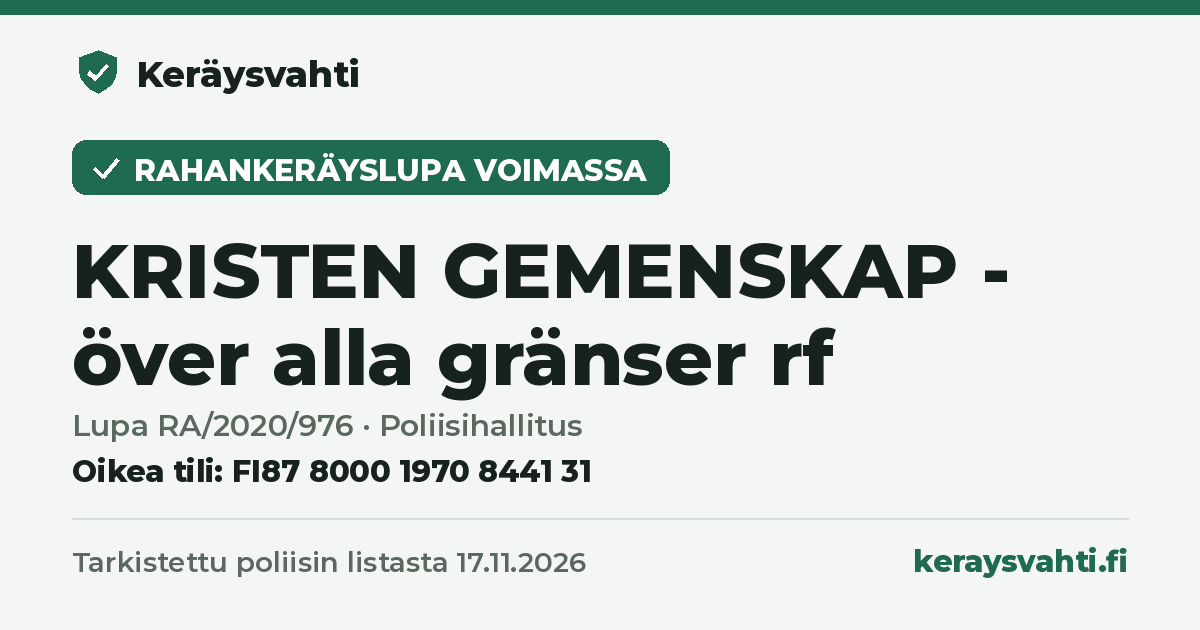 Keräysvahti
RAHANKERÄYSLUPA VOIMASSA
KRISTEN GEMENSKAP -
över alla gränser rf
Lupa RA/2020/976 · Poliisihallitus
Oikea tili: FI87 8000 1970 8441 31
Tarkistettu poliisin listasta 17.11.2026
keraysvahti.fi